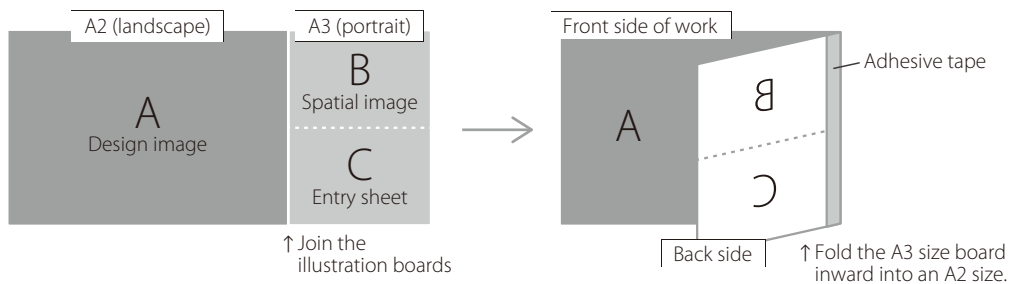 A2 (landscape)
A3 (portrait)
A
Design image
B
Spatial image
C
Entry sheet
↑ Join the
illustration boards
Front side of work
Adhesive tape
A
B
C
Back side
↑ Fold the A3 size board
inward into an A2 size.